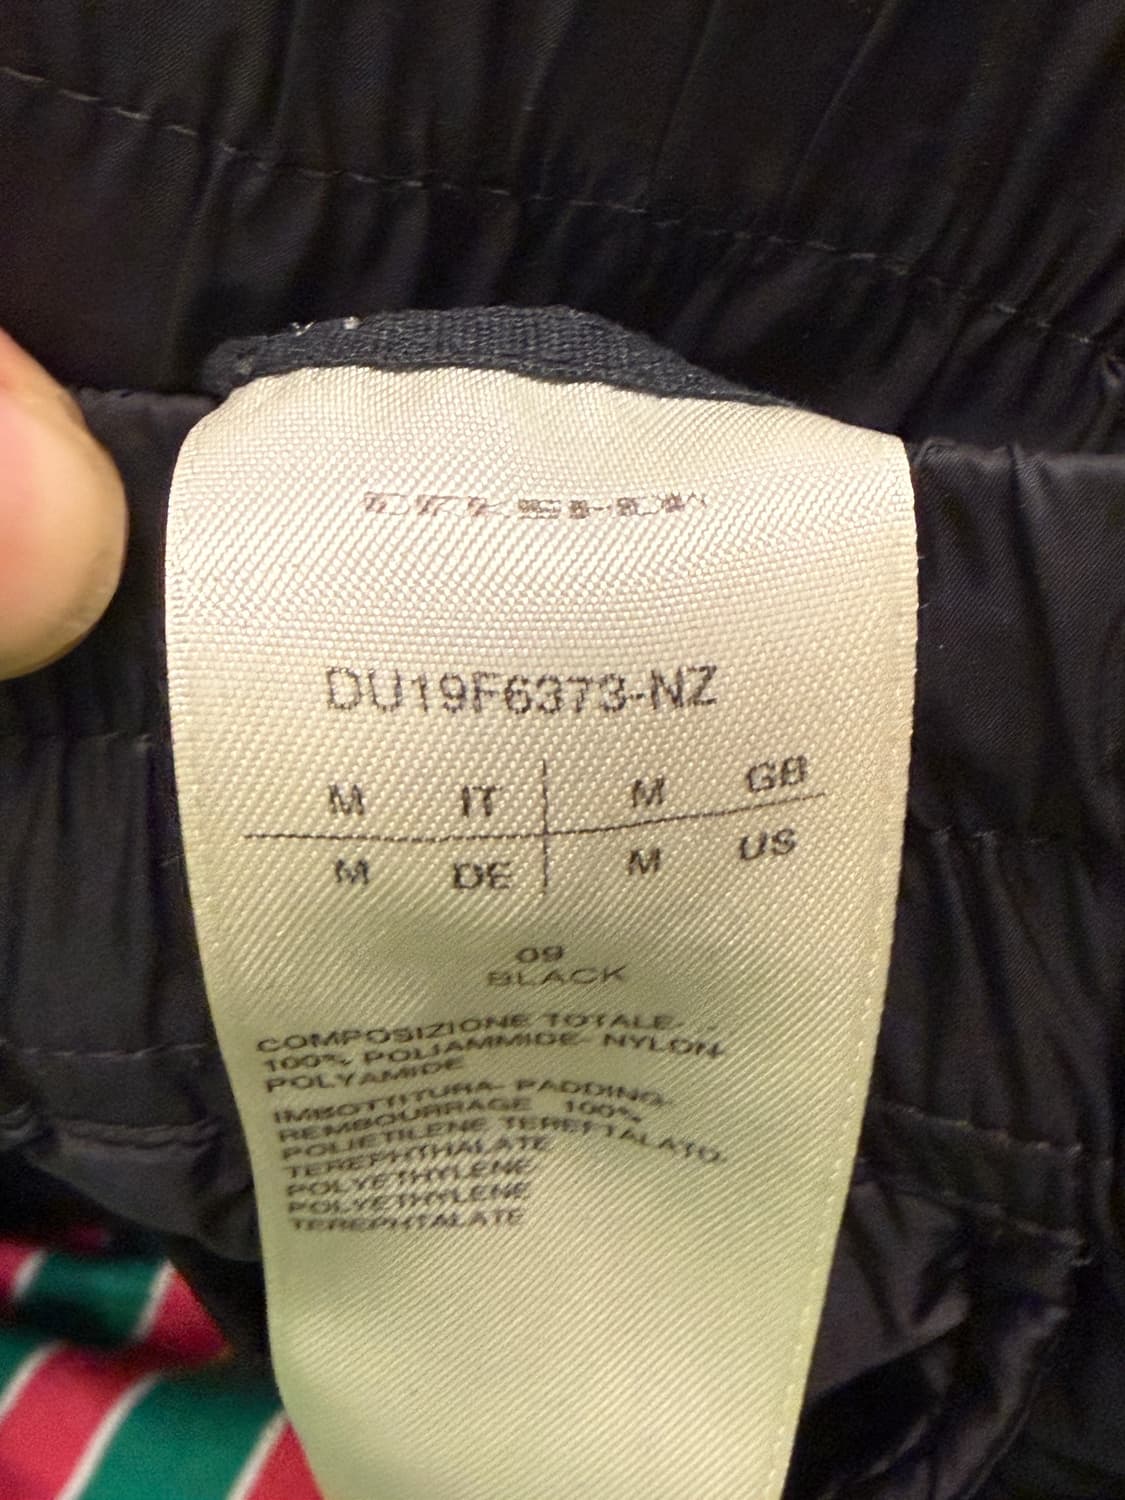 DU19F6373-NZ
M IT M GB
M DE M US
09
BLACK
COMPOSIZIONE TOTALE-
100% POLIAMMIDE- NYLON-
POLYAMIDE
IMBOTTITURA- PADDING-
REMBOURRAGE 100%
POLIETILENE TEREFTALATO.
TEREPHTHALATE
POLYETHYLENE
POLYETHYLENE
TEREPHTALATE